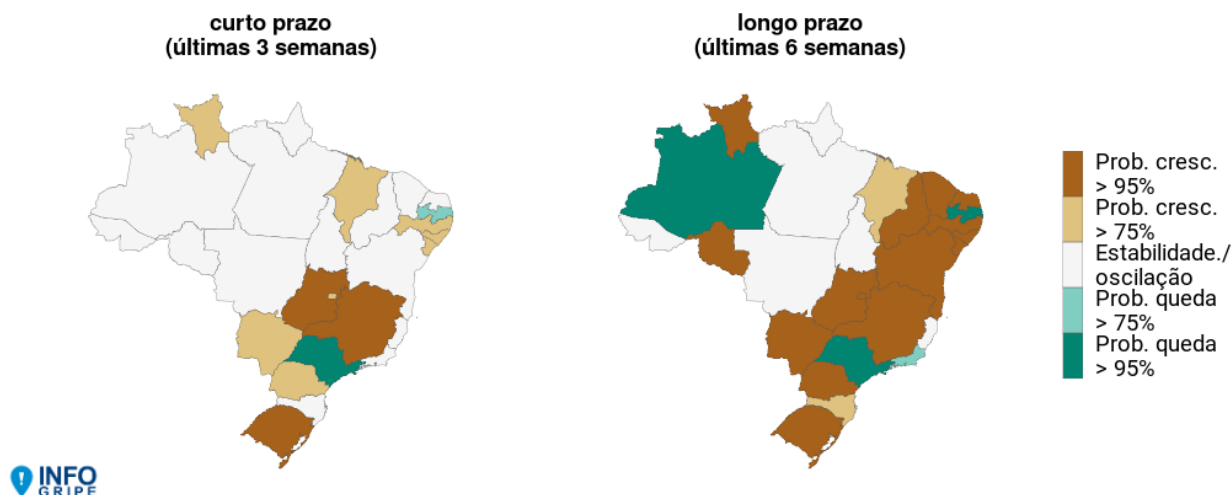 curto prazo
(últimas 3 semanas)
longo prazo
(últimas 6 semanas)
Prob. cresc.
> 95%
Prob. cresc.
> 75%
Estabilidade./
oscilação
Prob. queda
> 75%
Prob. queda
> 95%
INFO
GRIPE